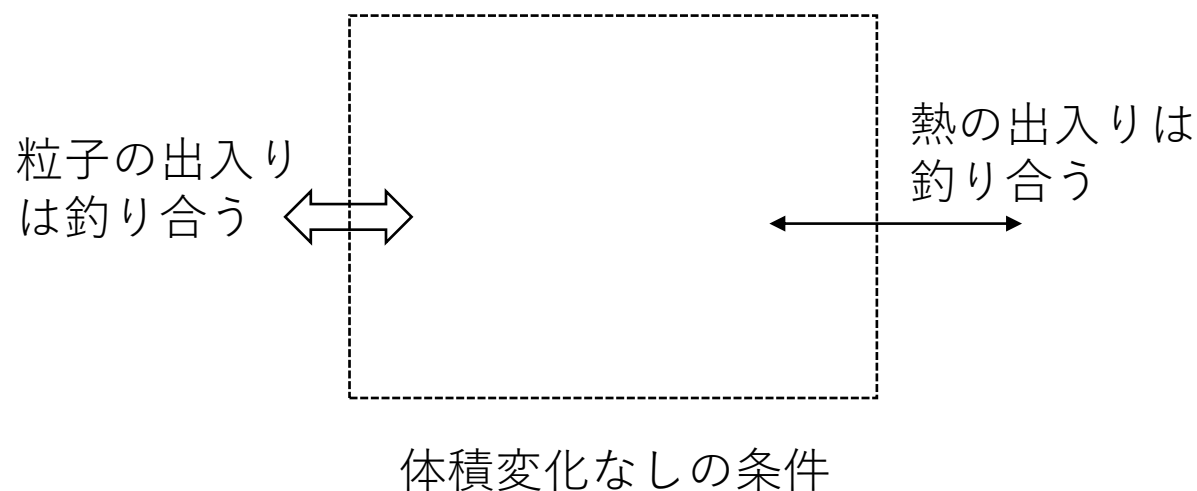 粒子の出入り
は釣り合う
熱の出入りは
釣り合う
体積変化なしの条件